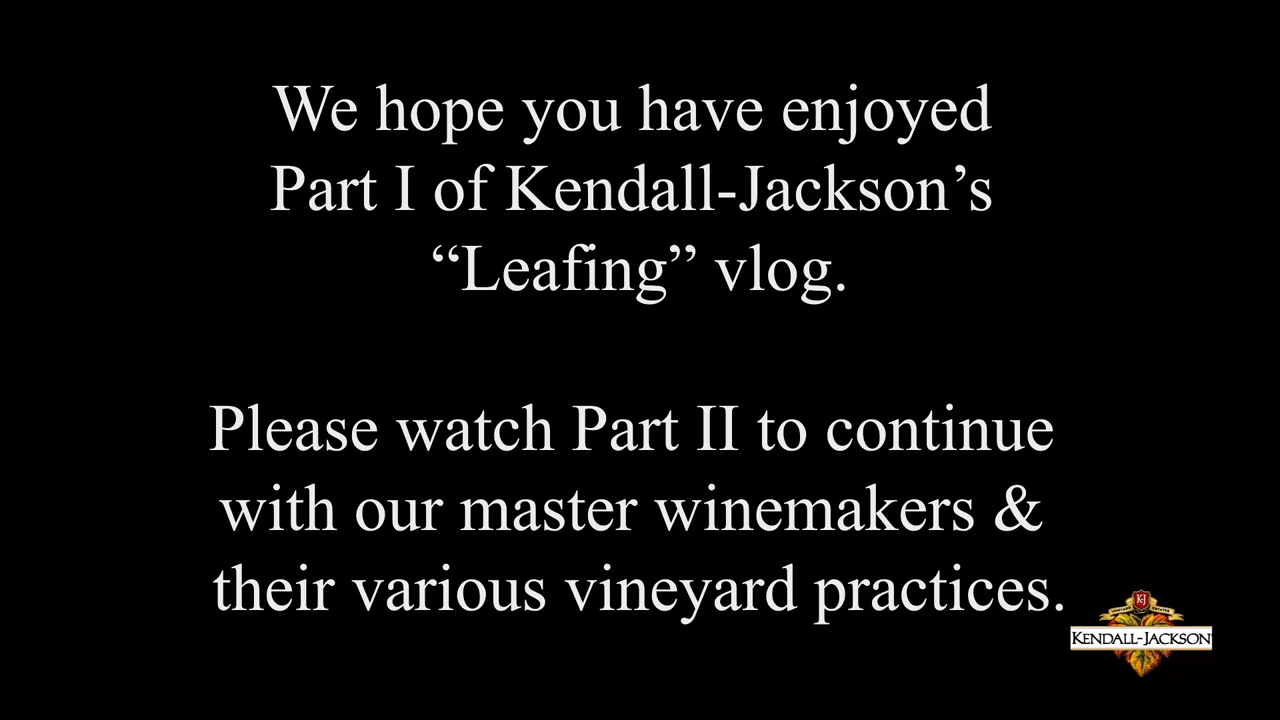 We hope you have enjoyed
Part I of Kendall-Jackson’s
“Leafing” vlog.
Please watch Part II to continue
with our master winemakers &
their various vineyard practices.
KJ
KENDALL-JACKSON